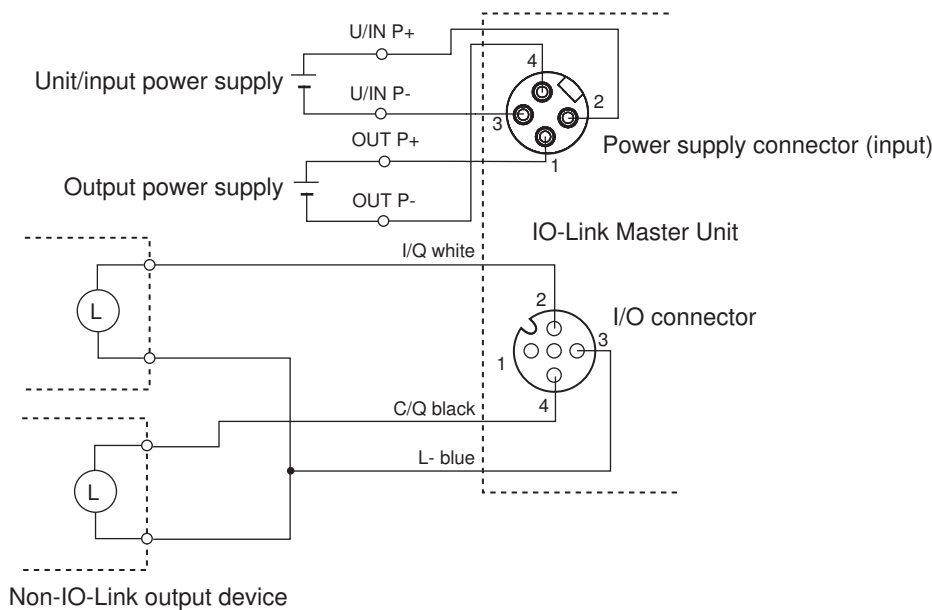 U/IN P+
Unit/input power supply
U/IN P-
4
2
3
1
OUT P+
Power supply connector (input)
Output power supply
OUT P-
IO-Link Master Unit
I/Q white
L
2
I/O connector
3
1
4
C/Q black
L- blue
L
Non-IO-Link output device